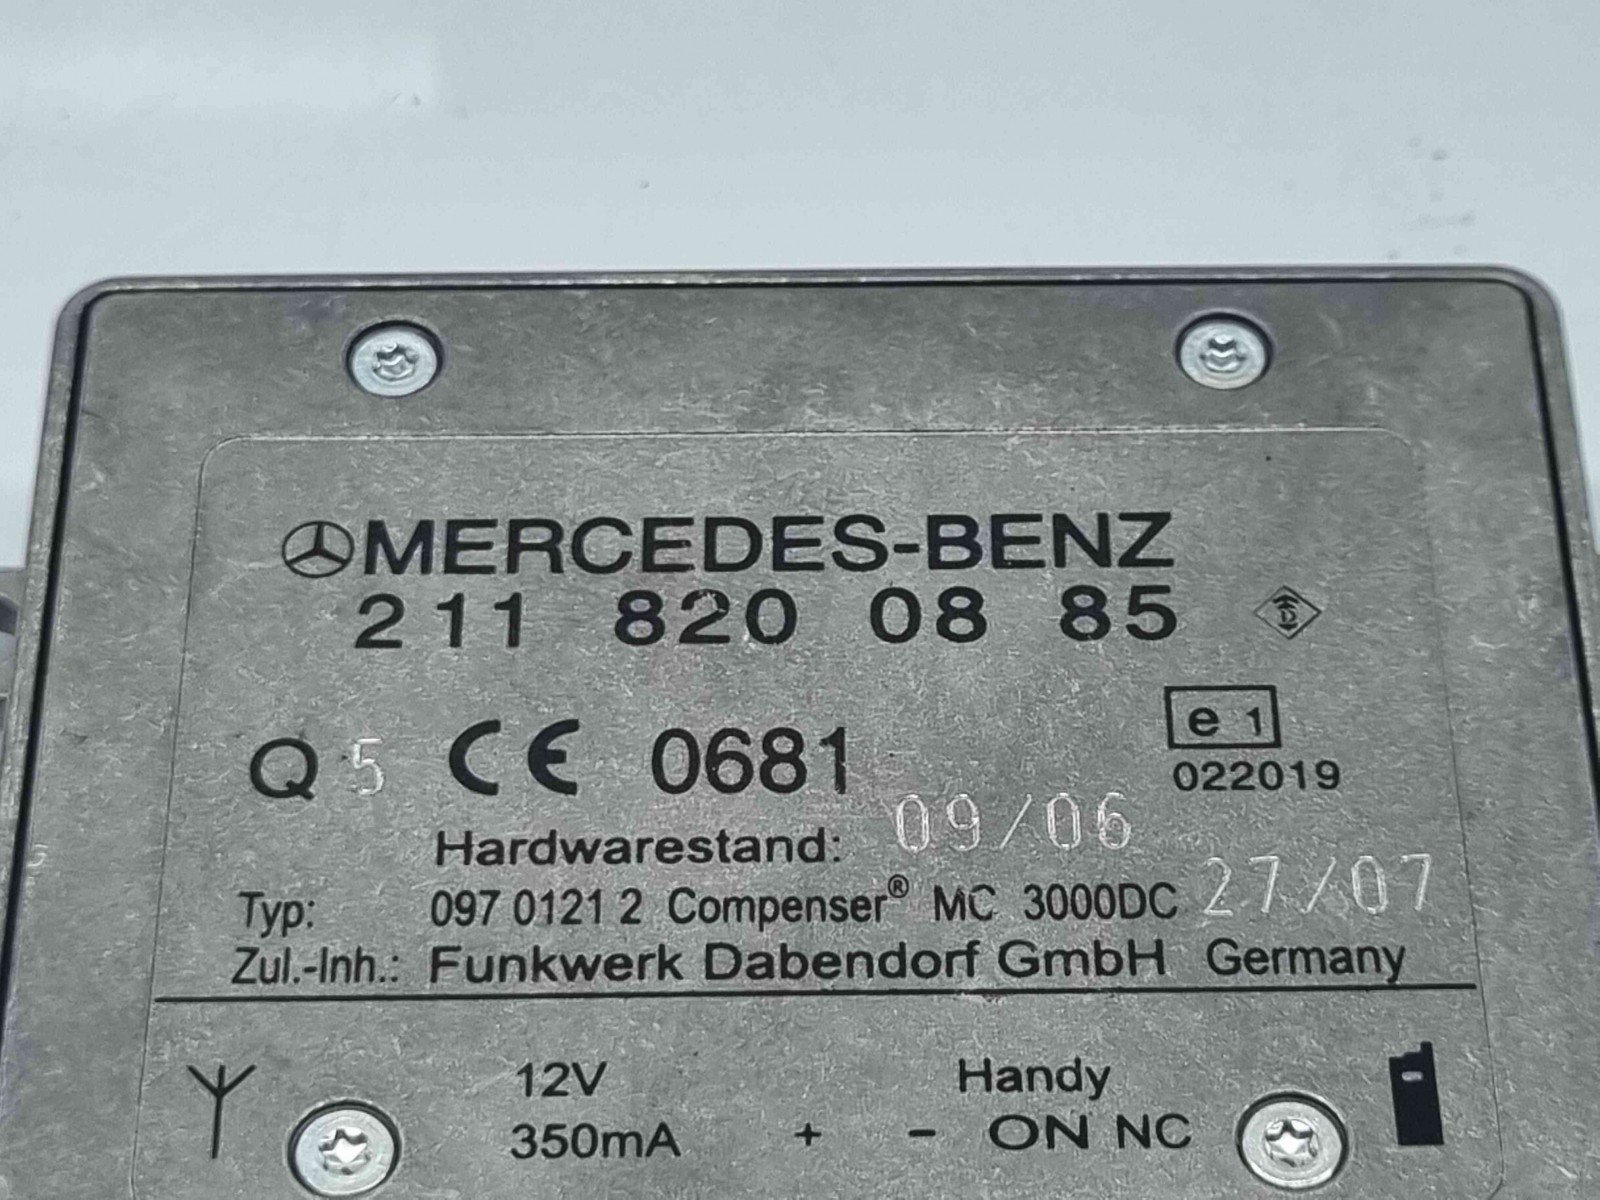 MERCEDES-BENZ
211 820 08 85
Q 5 CE 0681 e 1
022019
Hardwarestand: 09/06
Typ: 097 0121 2 Compenser® MC 3000DC 27/07
Zul.-Inh.: Funkwerk Dabendorf GmbH Germany
12V Handy
350mA + - ON NC